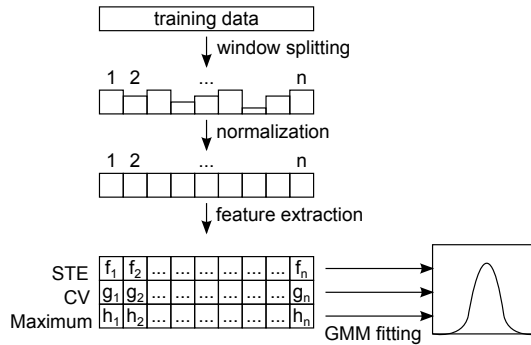 training data
window splitting
1 2 ... n
normalization
1 2 ... n
feature extraction
STE f₁ f₂ ... ... ... ... ... ... fₙ
CV g₁ g₂ ... ... ... ... ... ... gₙ
Maximum h₁ h₂ ... ... ... ... ... ... hₙ
GMM fitting